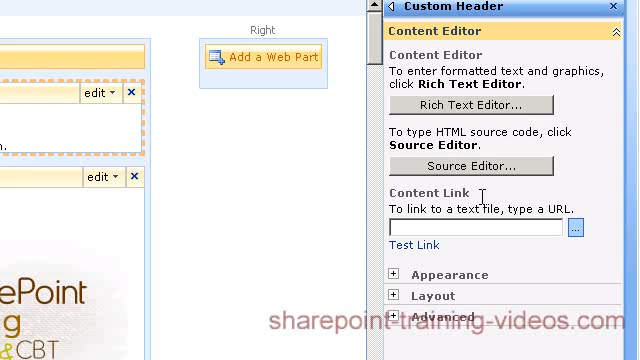 Custom Header
Content Editor
Right
Add a Web Part
Content Editor
To enter formatted text and graphics,
click Rich Text Editor.
edit
Rich Text Editor...
n.
To type HTML source code, click
Source Editor.
edit
Source Editor...
Content Link
To link to a text file, type a URL.
...
Test Link
Appearance
ePoint
Layout
g
Advanced
sharepoint-training-videos.com
&CBT